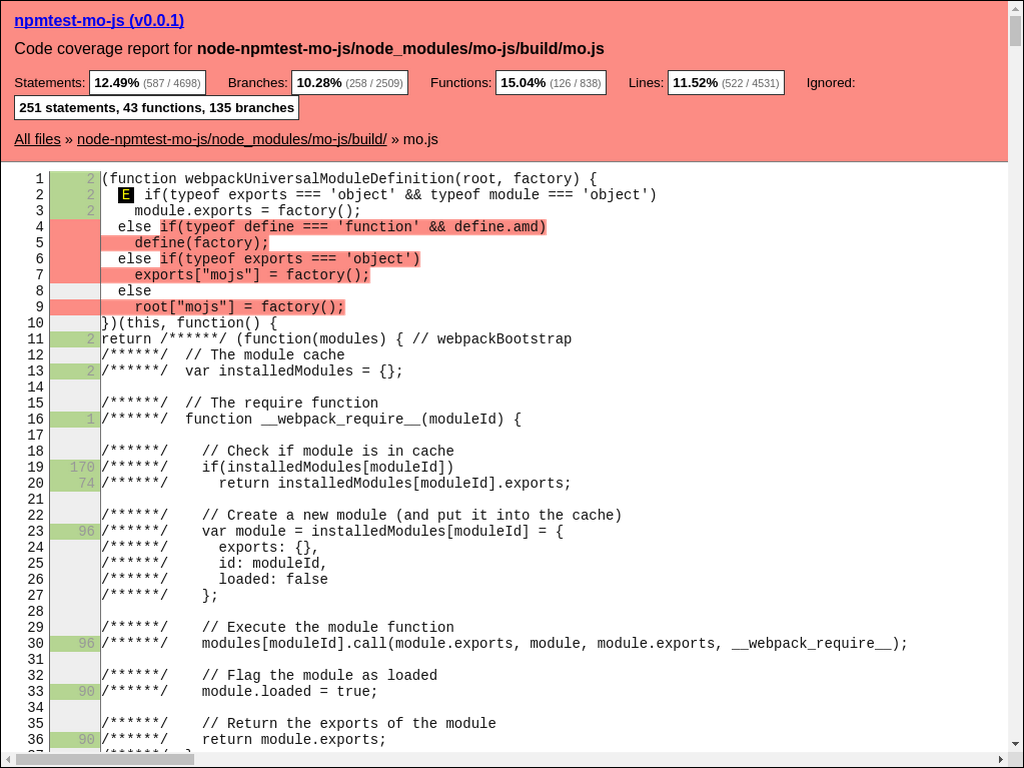 npmtest-mo-js (v0.0.1)
Code coverage report for node-npmtest-mo-js/node_modules/mo-js/build/mo.js
Statements: 12.49% (587 / 4698) Branches: 10.28% (258 / 2509) Functions: 15.04% (126 / 838) Lines: 11.52% (522 / 4531) Ignored:
251 statements, 43 functions, 135 branches
All files » node-npmtest-mo-js/node_modules/mo-js/build/ » mo.js
1 2 (function webpackUniversalModuleDefinition(root, factory) {
2 2 E if(typeof exports === 'object' && typeof module === 'object')
3 2 module.exports = factory();
4 else if(typeof define === 'function' && define.amd)
5 define(factory);
6 else if(typeof exports === 'object')
7 exports["mojs"] = factory();
8 else
9 root["mojs"] = factory();
10 })(this, function() {
11 2 return /******/ (function(modules) { // webpackBootstrap
12 /******/ // The module cache
13 2 /******/ var installedModules = {};
14
15 /******/ // The require function
16 1 /******/ function __webpack_require__(moduleId) {
17
18 /******/ // Check if module is in cache
19 170 /******/ if(installedModules[moduleId])
20 74 /******/ return installedModules[moduleId].exports;
21
22 /******/ // Create a new module (and put it into the cache)
23 96 /******/ var module = installedModules[moduleId] = {
24 /******/ exports: {},
25 /******/ id: moduleId,
26 /******/ loaded: false
27 /******/ };
28
29 /******/ // Execute the module function
30 96 /******/ modules[moduleId].call(module.exports, module, module.exports, __webpack_require__);
31
32 /******/ // Flag the module as loaded
33 90 /******/ module.loaded = true;
34
35 /******/ // Return the exports of the module
36 90 /******/ return module.exports;